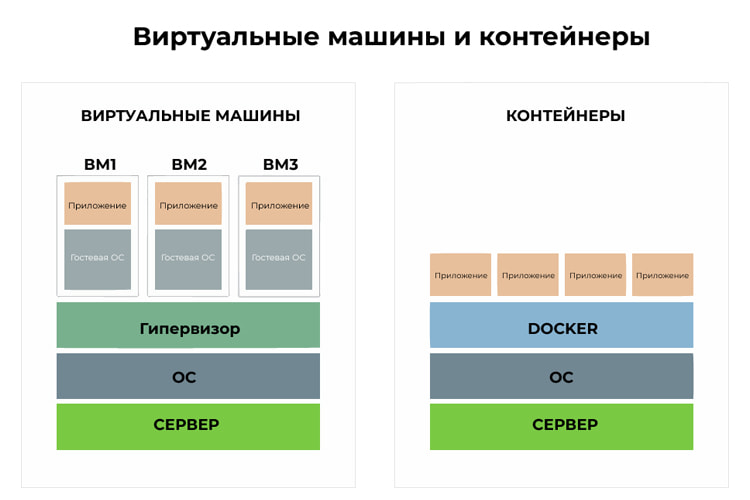 Виртуальные машины и контейнеры
ВИРТУАЛЬНЫЕ МАШИНЫ
ВМ1 ВМ2 ВМ3
Приложение Приложение Приложение
Гостевая ОС Гостевая ОС Гостевая ОС
Гипервизор
ОС
СЕРВЕР
КОНТЕЙНЕРЫ
Приложение Приложение Приложение Приложение
DOCKER
ОС
СЕРВЕР